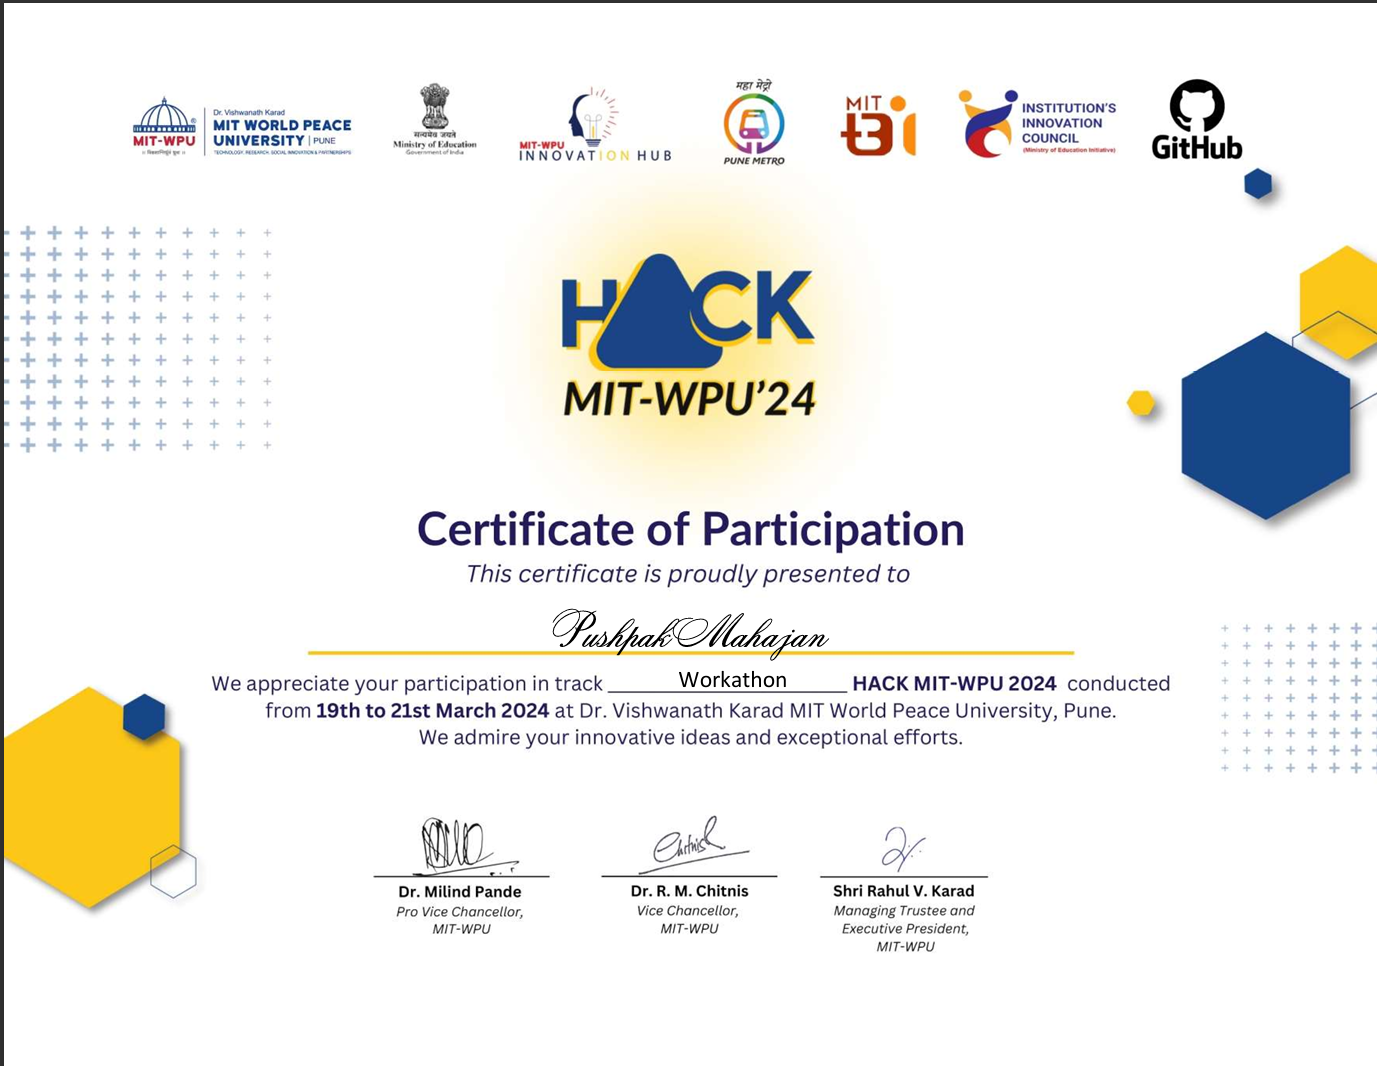 Dr. Vishwanath Karad
MIT WORLD PEACE
UNIVERSITY | PUNE
TECHNOLOGY, RESEARCH, SOCIAL INNOVATION & PARTNERSHIPS
MIT-WPU
सत्यमेव जयते
Ministry of Education
Government of India
MIT-WPU
INNOVATION HUB
महा मेट्रो
PUNE METRO
MIT
tBi
INSTITUTION'S
INNOVATION
COUNCIL
(Ministry of Education Initiative)
GitHub
HACK
MIT-WPU’24
Certificate of Participation
This certificate is proudly presented to
Pushpak Mahajan
We appreciate your participation in track Workathon HACK MIT-WPU 2024 conducted
from 19th to 21st March 2024 at Dr. Vishwanath Karad MIT World Peace University, Pune.
We admire your innovative ideas and exceptional efforts.
Chitnis
Dr. Milind Pande
Pro Vice Chancellor,
MIT-WPU
Dr. R. M. Chitnis
Vice Chancellor,
MIT-WPU
Shri Rahul V. Karad
Managing Trustee and
Executive President,
MIT-WPU